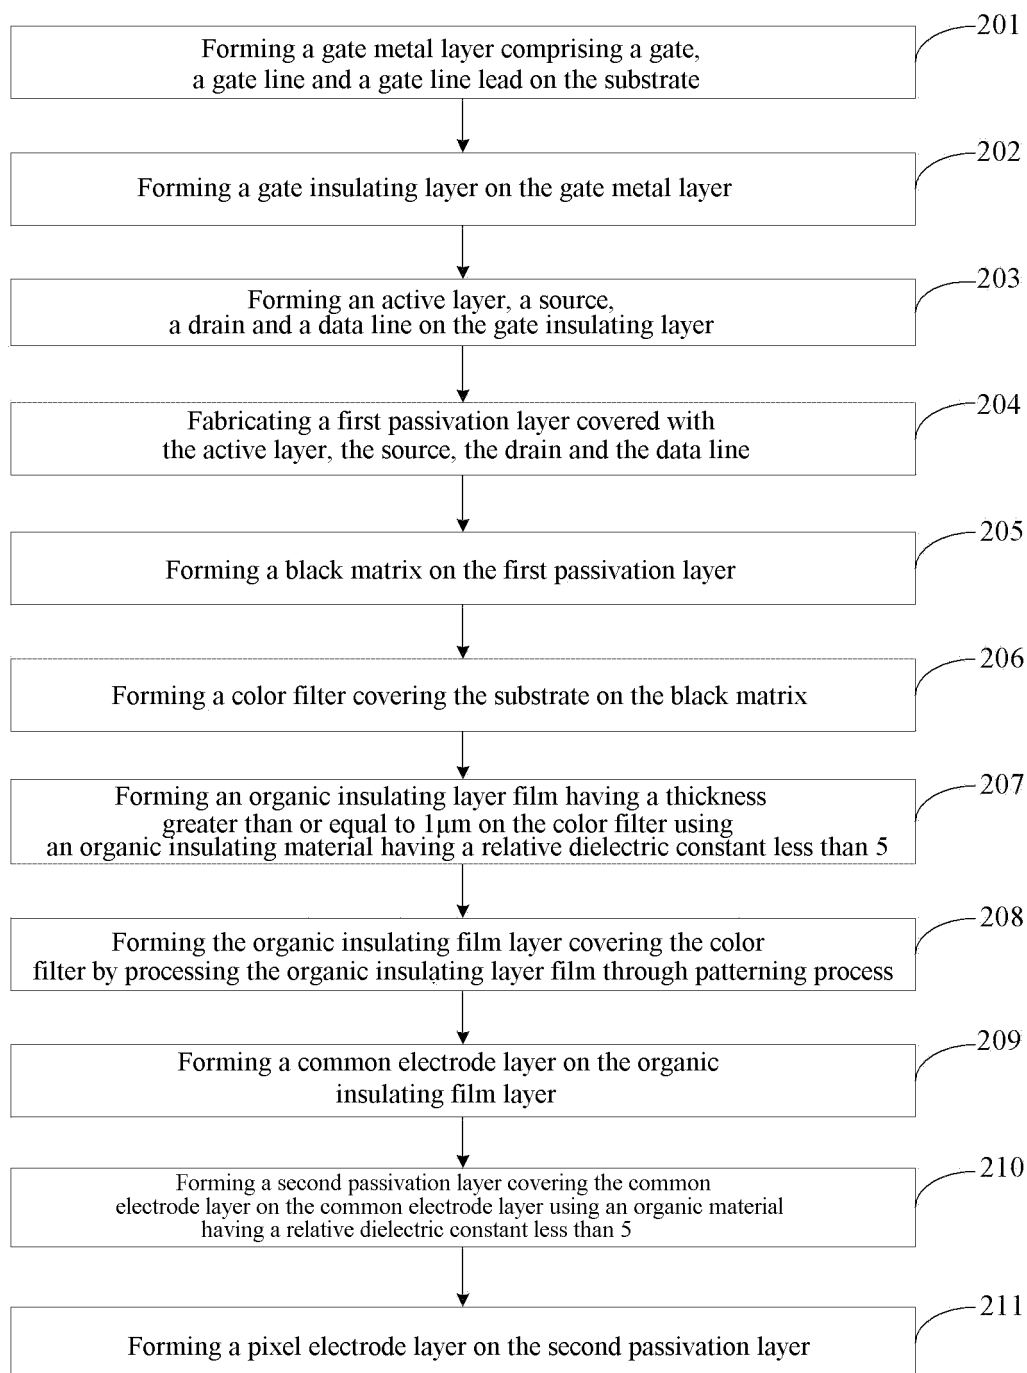 201
Forming a gate metal layer comprising a gate,
a gate line and a gate line lead on the substrate
202
Forming a gate insulating layer on the gate metal layer
203
Forming an active layer, a source,
a drain and a data line on the gate insulating layer
204
Fabricating a first passivation layer covered with
the active layer, the source, the drain and the data line
205
Forming a black matrix on the first passivation layer
206
Forming a color filter covering the substrate on the black matrix
207
Forming an organic insulating layer film having a thickness
greater than or equal to 1μm on the color filter using
an organic insulating material having a relative dielectric constant less than 5
208
Forming the organic insulating film layer covering the color
filter by processing the organic insulating layer film through patterning process
209
Forming a common electrode layer on the organic
insulating film layer
210
Forming a second passivation layer covering the common
electrode layer on the common electrode layer using an organic material
having a relative dielectric constant less than 5
211
Forming a pixel electrode layer on the second passivation layer